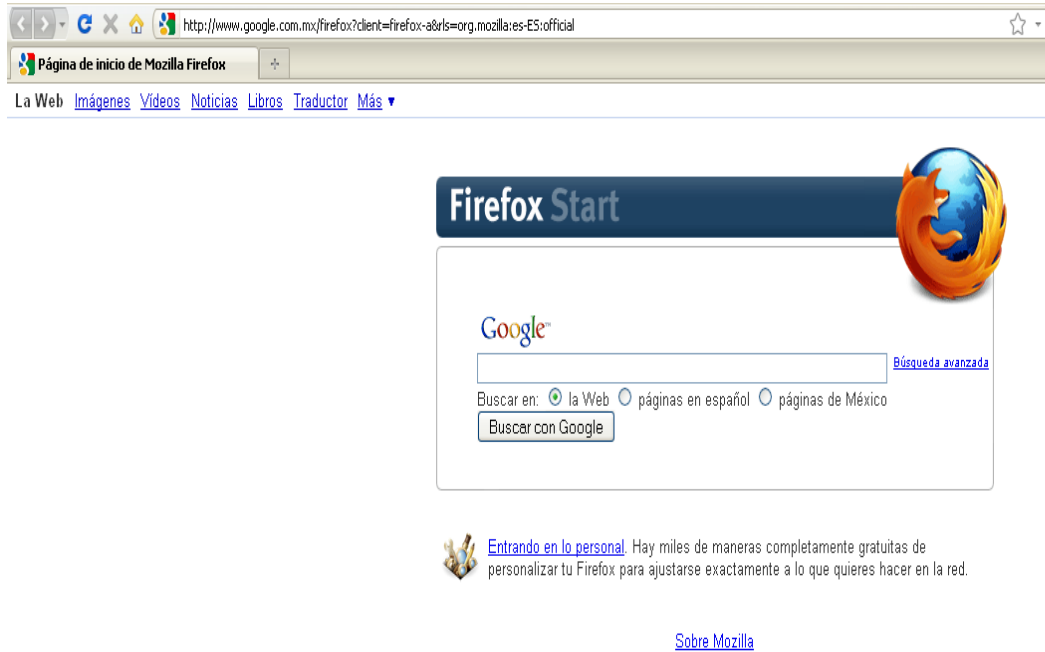 http://www.google.com.mx/firefox?client=firefox-a&rls=org.mozilla:es-ES:official
Página de inicio de Mozilla Firefox
La Web Imágenes Vídeos Noticias Libros Traductor Más ▼
Firefox Start
Google™
Búsqueda avanzada
Buscar en: la Web páginas en español páginas de México
Buscar con Google
Entrando en lo personal. Hay miles de maneras completamente gratuitas de
personalizar tu Firefox para ajustarse exactamente a lo que quieres hacer en la red.
Sobre Mozilla